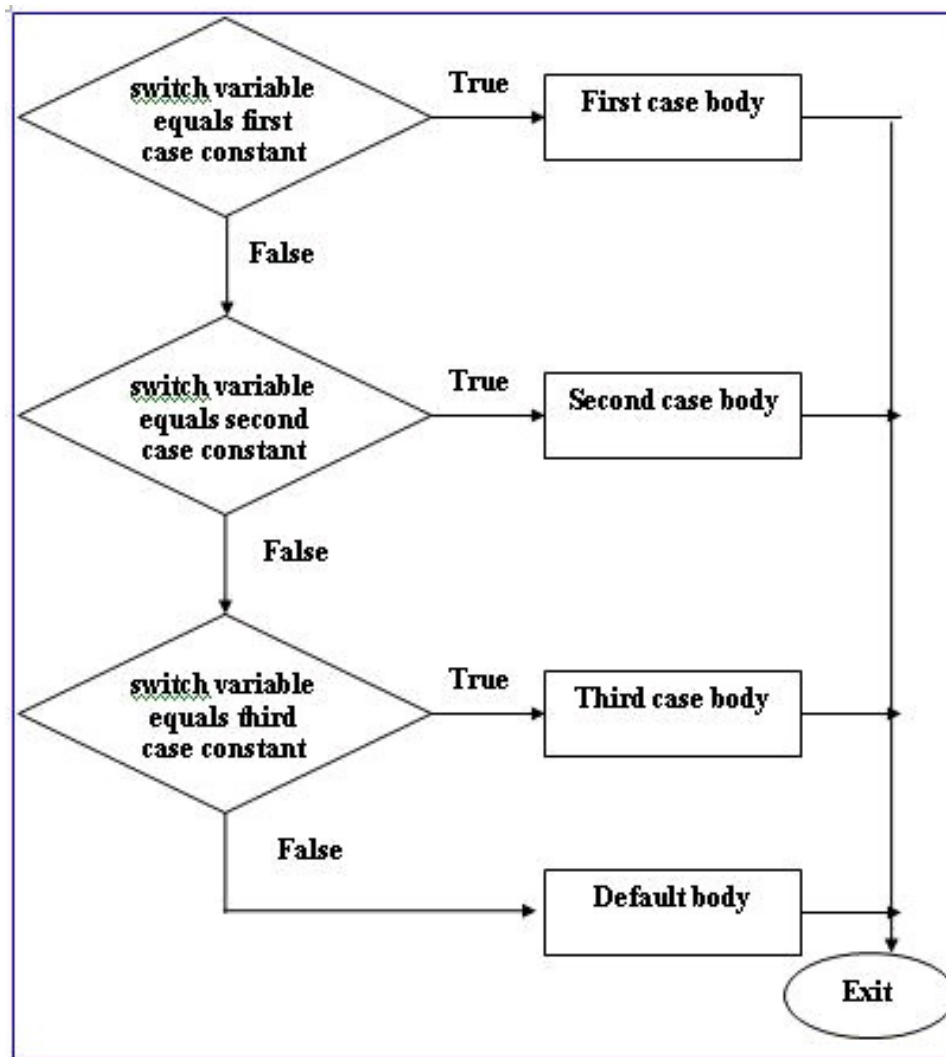 switch variable
equals first
case constant
True
First case body
False
switch variable
equals second
case constant
True
Second case body
False
switch variable
equals third
case constant
True
Third case body
False
Default body
Exit